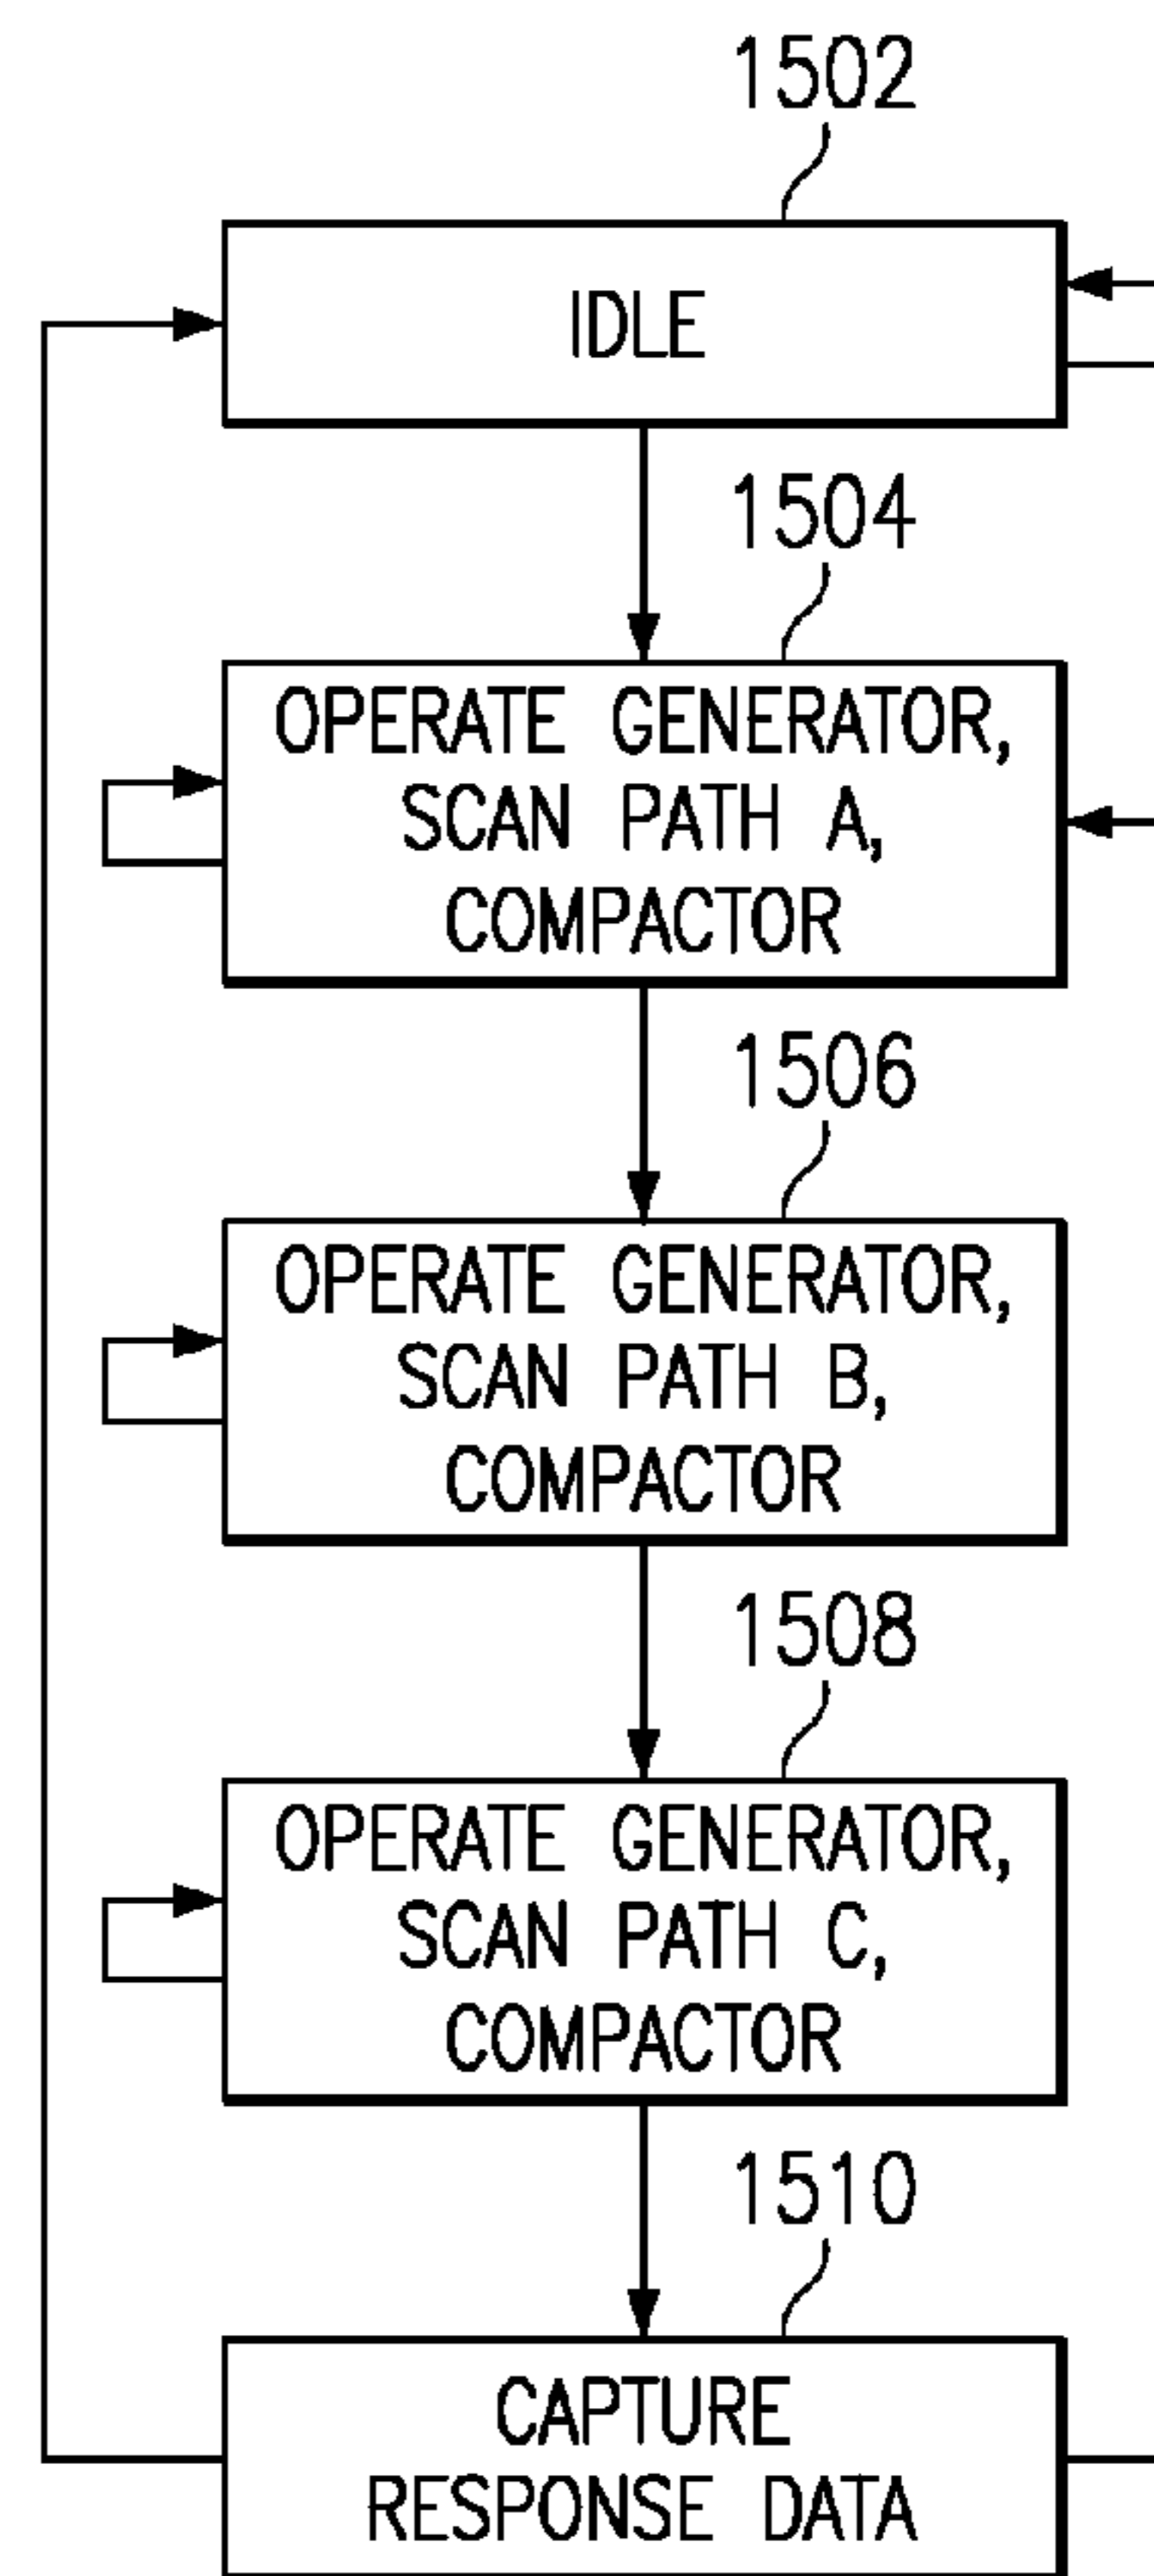 1502
IDLE
1504
OPERATE GENERATOR,
SCAN PATH A,
COMPACTOR
1506
OPERATE GENERATOR,
SCAN PATH B,
COMPACTOR
1508
OPERATE GENERATOR,
SCAN PATH C,
COMPACTOR
1510
CAPTURE
RESPONSE DATA